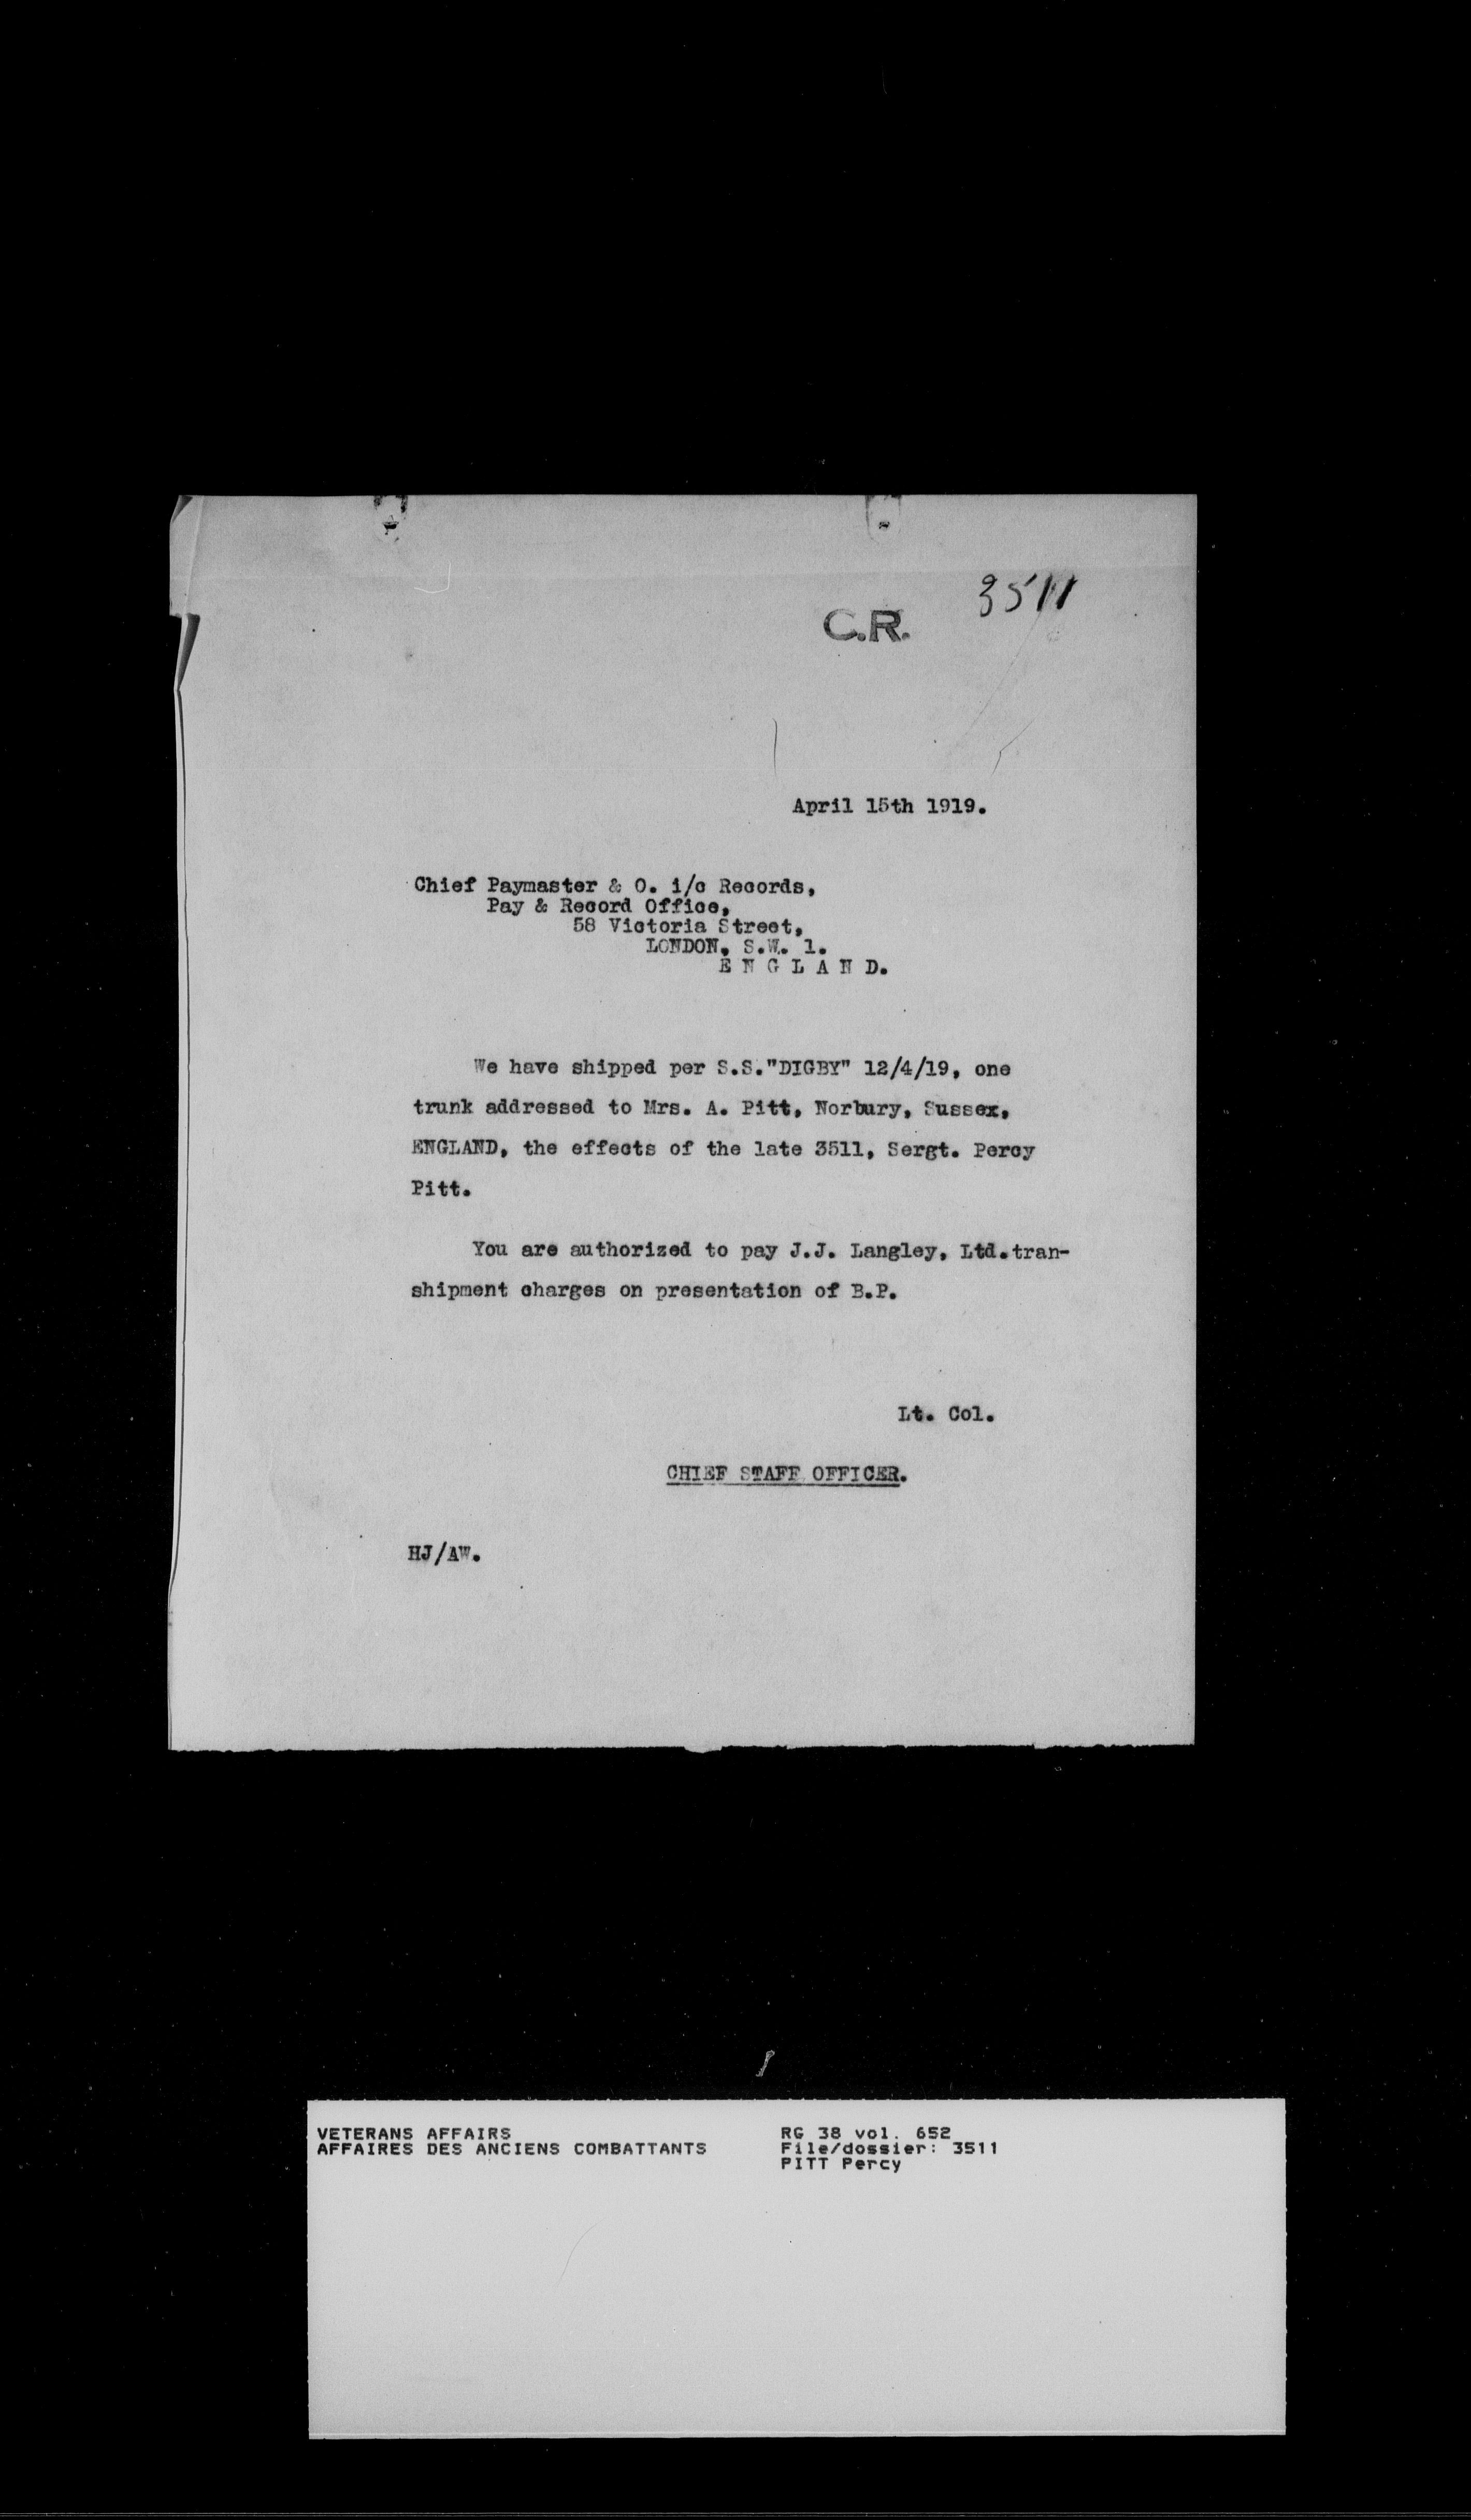 3511
C.R.
April 15th 1919.
Chief Paymaster & O. i/c Records,
Pay & Record Office,
58 Victoria Street,
LONDON, S.W. 1.
E N G L A N D.
We have shipped per S.S."DIGBY" 12/4/19, one
trunk addressed to Mrs. A. Pitt, Norbury, Sussex,
ENGLAND, the effects of the late 3511, Sergt. Percy
Pitt.
You are authorized to pay J.J. Langley, Ltd.tran-
shipment charges on presentation of B.P.
Lt. Col.
CHIEF STAFF OFFICER.
HJ/AW.
VETERANS AFFAIRS
AFFAIRES DES ANCIENS COMBATTANTS
RG 38 vol. 652
File/dossier: 3511
PITT Percy